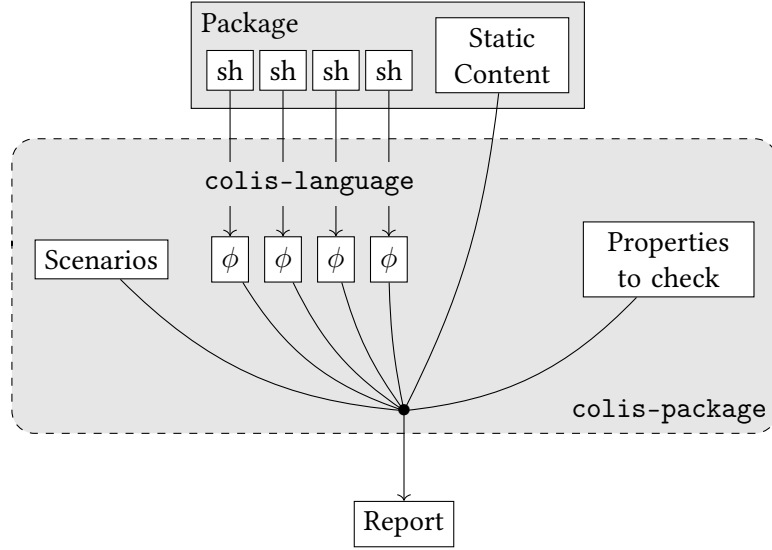 Package
sh sh sh sh
Static
Content
colis-language
Scenarios
ϕ ϕ ϕ ϕ
Properties
to check
colis-package
Report